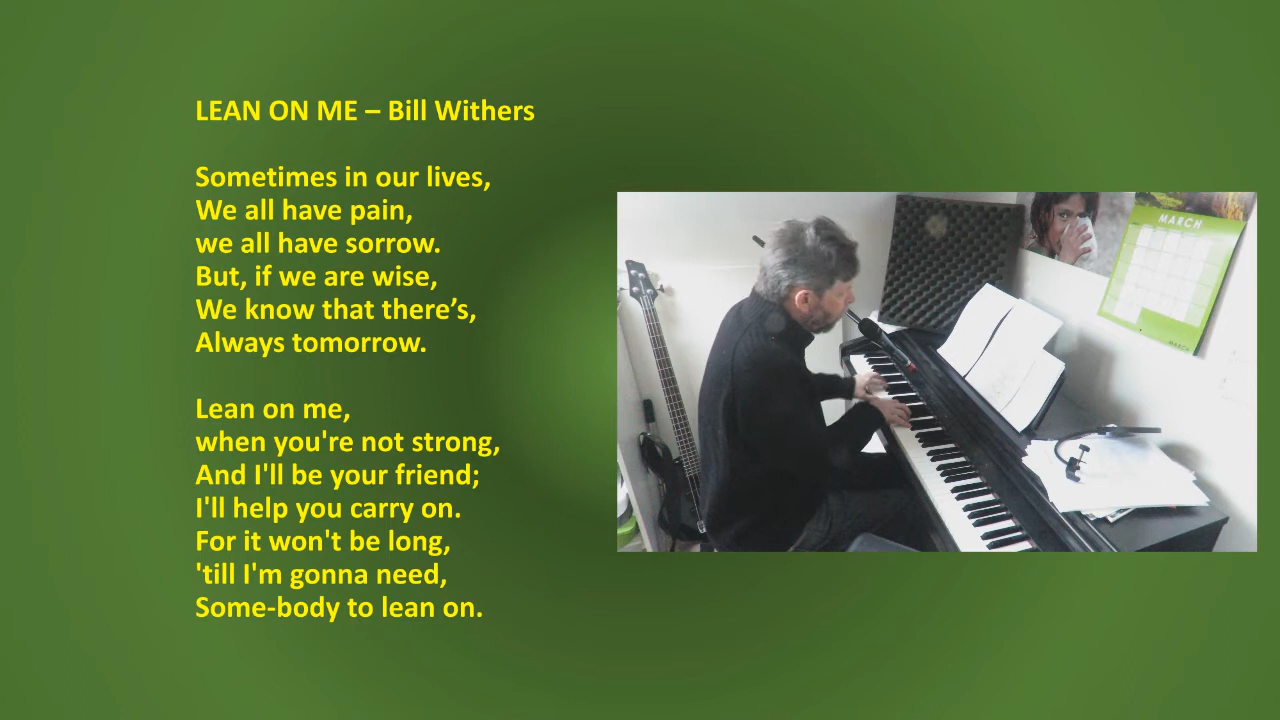 LEAN ON ME – Bill Withers
Sometimes in our lives,
We all have pain,
we all have sorrow.
But, if we are wise,
We know that there’s,
Always tomorrow.
Lean on me,
when you're not strong,
And I'll be your friend;
I'll help you carry on.
For it won't be long,
'till I'm gonna need,
Some-body to lean on.
MARCH
MARCH